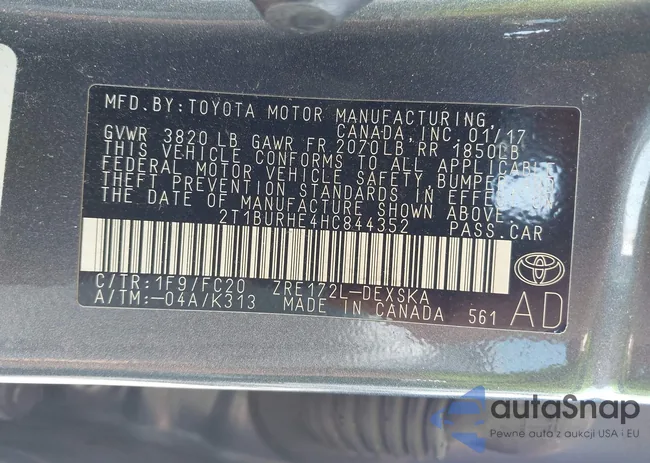 MFD. BY: TOYOTA MOTOR MANUFACTURING,
CANADA, INC. 01/17
GVWR 3820 LB GAWR FR 2070LB RR 1850LB
THIS VEHICLE CONFORMS TO ALL APPLICABLE
FEDERAL MOTOR VEHICLE SAFETY, BUMPER,
THEFT PREVENTION STANDARDS IN EFFECT
THE DATE OF MANUFACTURE SHOWN ABOVE.
2T1BURHE4HC844352 PASS.CAR
C/TR: 1F9/FC20 ZRE172L-DEXSKA
A/TM: -04A/K313 MADE IN CANADA 561 AD
autaSnap
Pewne auta z aukcji USA i EU